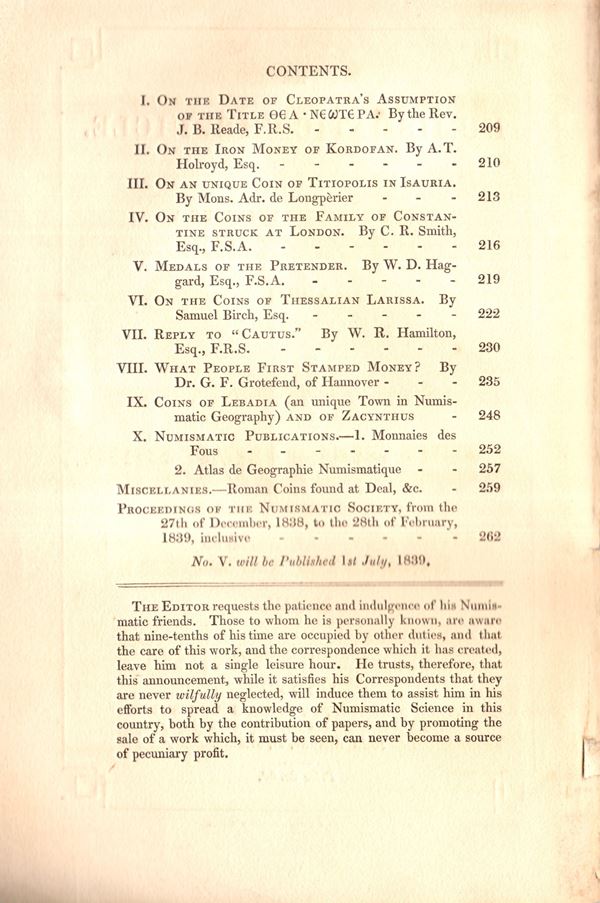 CONTENTS.
I. On the Date of Cleopatra's Assumption
of the Title ΘЄΑ · ΝЄⲰΤЄΡΑ. By the Rev.
J. B. Reade, F.R.S. - - - - - 209
II. On the Iron Money of Kordofan. By A. T.
Holroyd, Esq. - - - - - - 210
III. On an unique Coin of Titiopolis in Isauria.
By Mons. Adr. de Longpèrier - - - 213
IV. On the Coins of the Family of Constan-
tine struck at London. By C. R. Smith,
Esq., F.S.A. - - - - - - 216
V. Medals of the Pretender. By W. D. Hag-
gard, Esq., F.S.A. - - - - - 219
VI. On the Coins of Thessalian Larissa. By
Samuel Birch, Esq. - - - - - 222
VII. Reply to "Cautus." By W. R. Hamilton,
Esq., F.R.S. - - - - - - 230
VIII. What People First Stamped Money? By
Dr. G. F. Grotefend, of Hannover - - - 235
IX. Coins of Lebadia (an unique Town in Numis-
matic Geography) and of Zacynthus - 248
X. Numismatic Publications.—1. Monnaies des
Fous - - - - - - - 252
2. Atlas de Geographie Numismatique - - 257
Miscellanies.—Roman Coins found at Deal, &c. - 259
Proceedings of the Numismatic Society, from the
27th of December, 1838, to the 28th of February,
1839, inclusive - - - - - - 262
No. V. will be Published 1st July, 1839.
The Editor requests the patience and indulgence of his Numis-
matic friends. Those to whom he is personally known, are aware
that nine-tenths of his time are occupied by other duties, and that
the care of this work, and the correspondence which it has created,
leave him not a single leisure hour. He trusts, therefore, that
this announcement, while it satisfies his Correspondents that they
are never wilfully neglected, will induce them to assist him in his
efforts to spread a knowledge of Numismatic Science in this
country, both by the contribution of papers, and by promoting the
sale of a work which, it must be seen, can never become a source
of pecuniary profit.